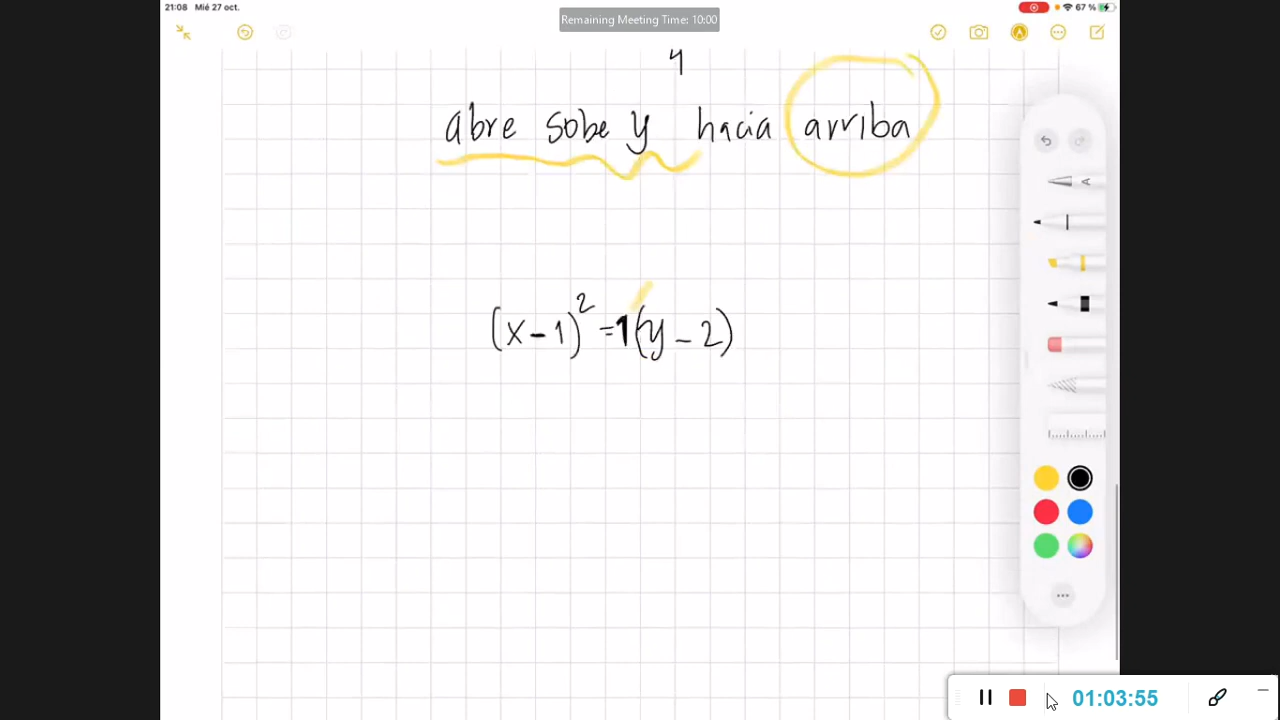 21:08 Mié 27 oct.
Remaining Meeting Time: 10:00
67 %
4
abre sobe y hacia arriba
(x-1)²=1(y-2)
A
01:03:55